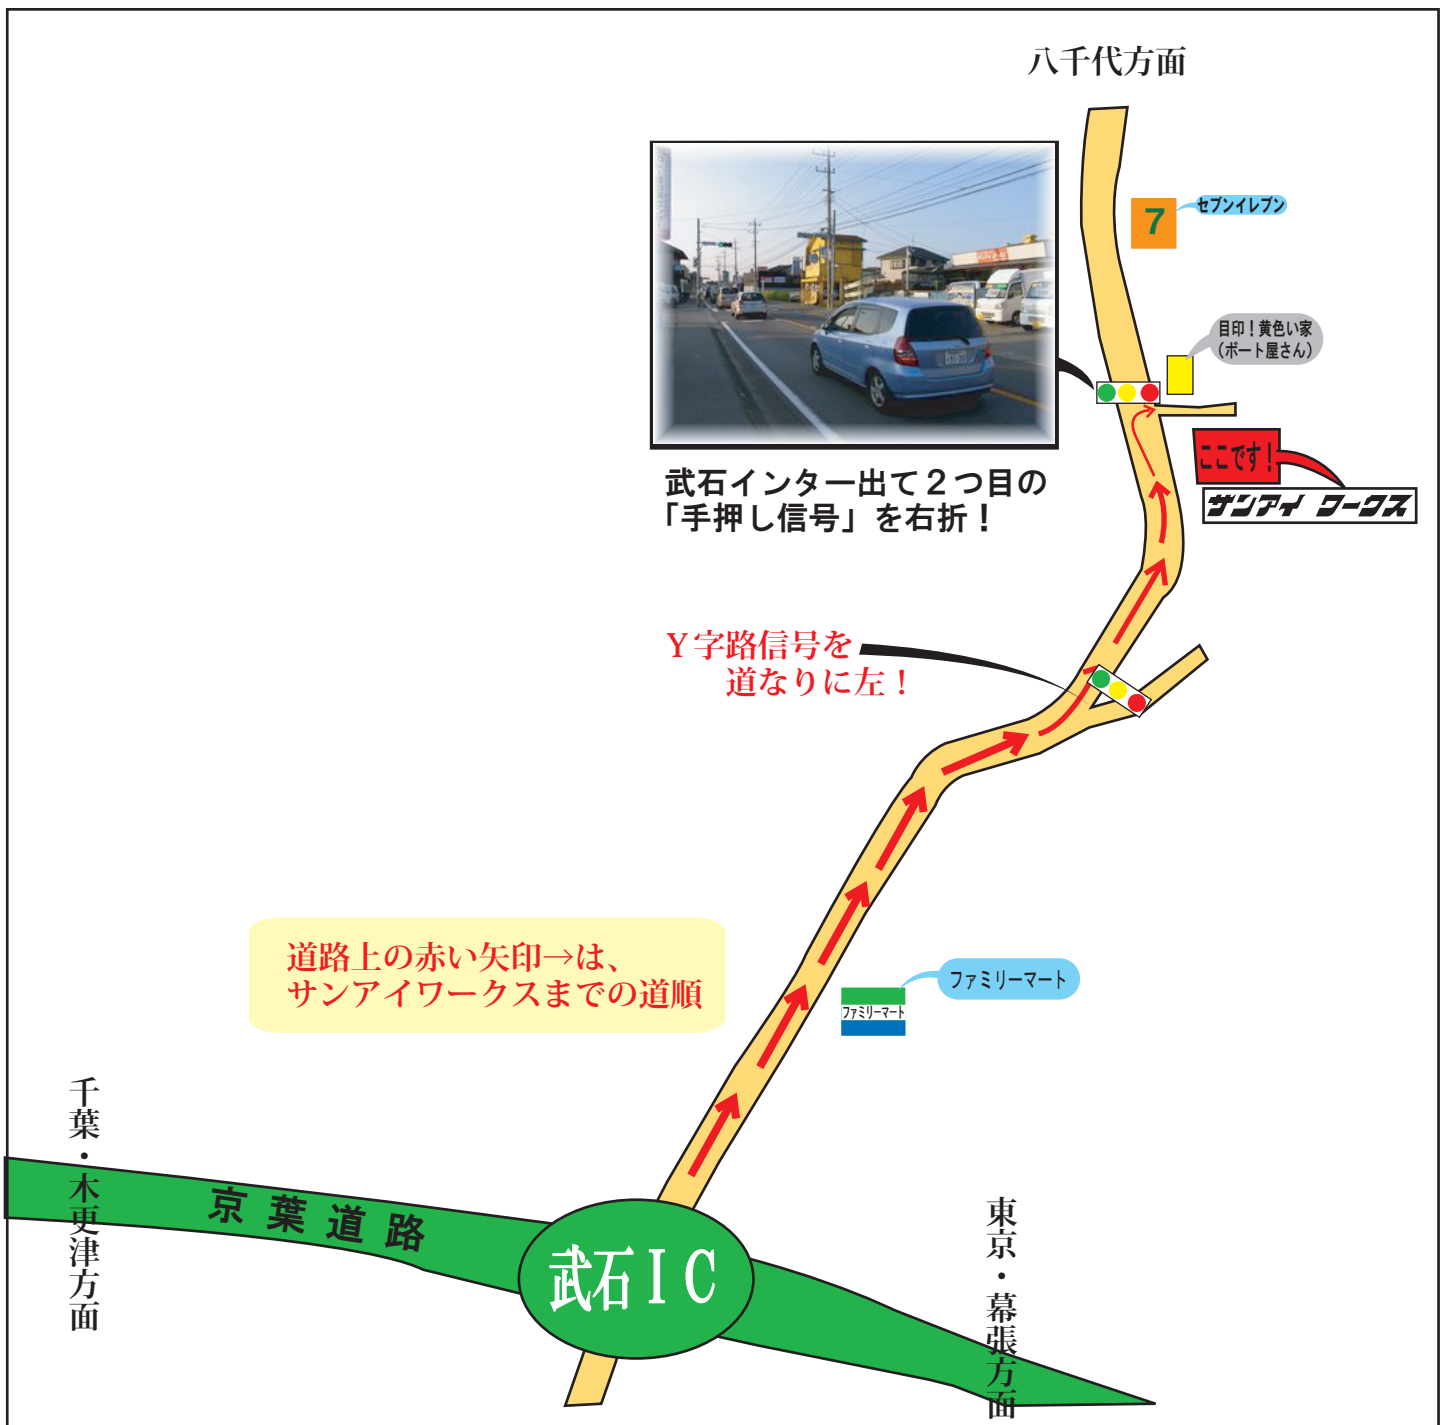 八千代方面
7
セブンイレブン
目印！黄色い家
（ボート屋さん）
ここです！
サンアイ ワークス
武石インター出て２つ目の
「手押し信号」を右折！
Ｙ字路信号を
道なりに左！
道路上の赤い矢印→は、
サンアイワークスまでの道順
ファミリーマート
ファミリーマート
千葉・木更津方面
京葉道路
武石ＩＣ
東京・幕張方面